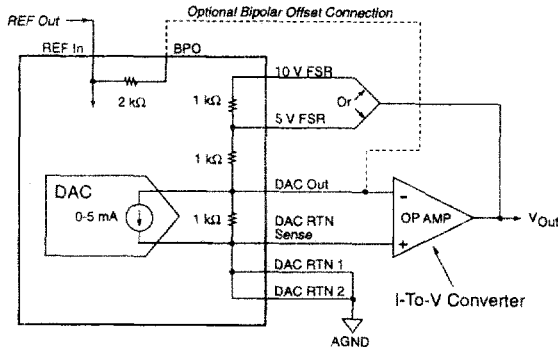 Optional Bipolar Offset Connection
REF Out
REF In
BPO
10 V FSR
2 kΩ
1 kΩ
Or
5 V FSR
1 kΩ
DAC
DAC Out
0-5 mA
1 kΩ
DAC RTN
Sense
−
OP AMP
+
VOut
DAC RTN 1
I-To-V Converter
DAC RTN 2
AGND